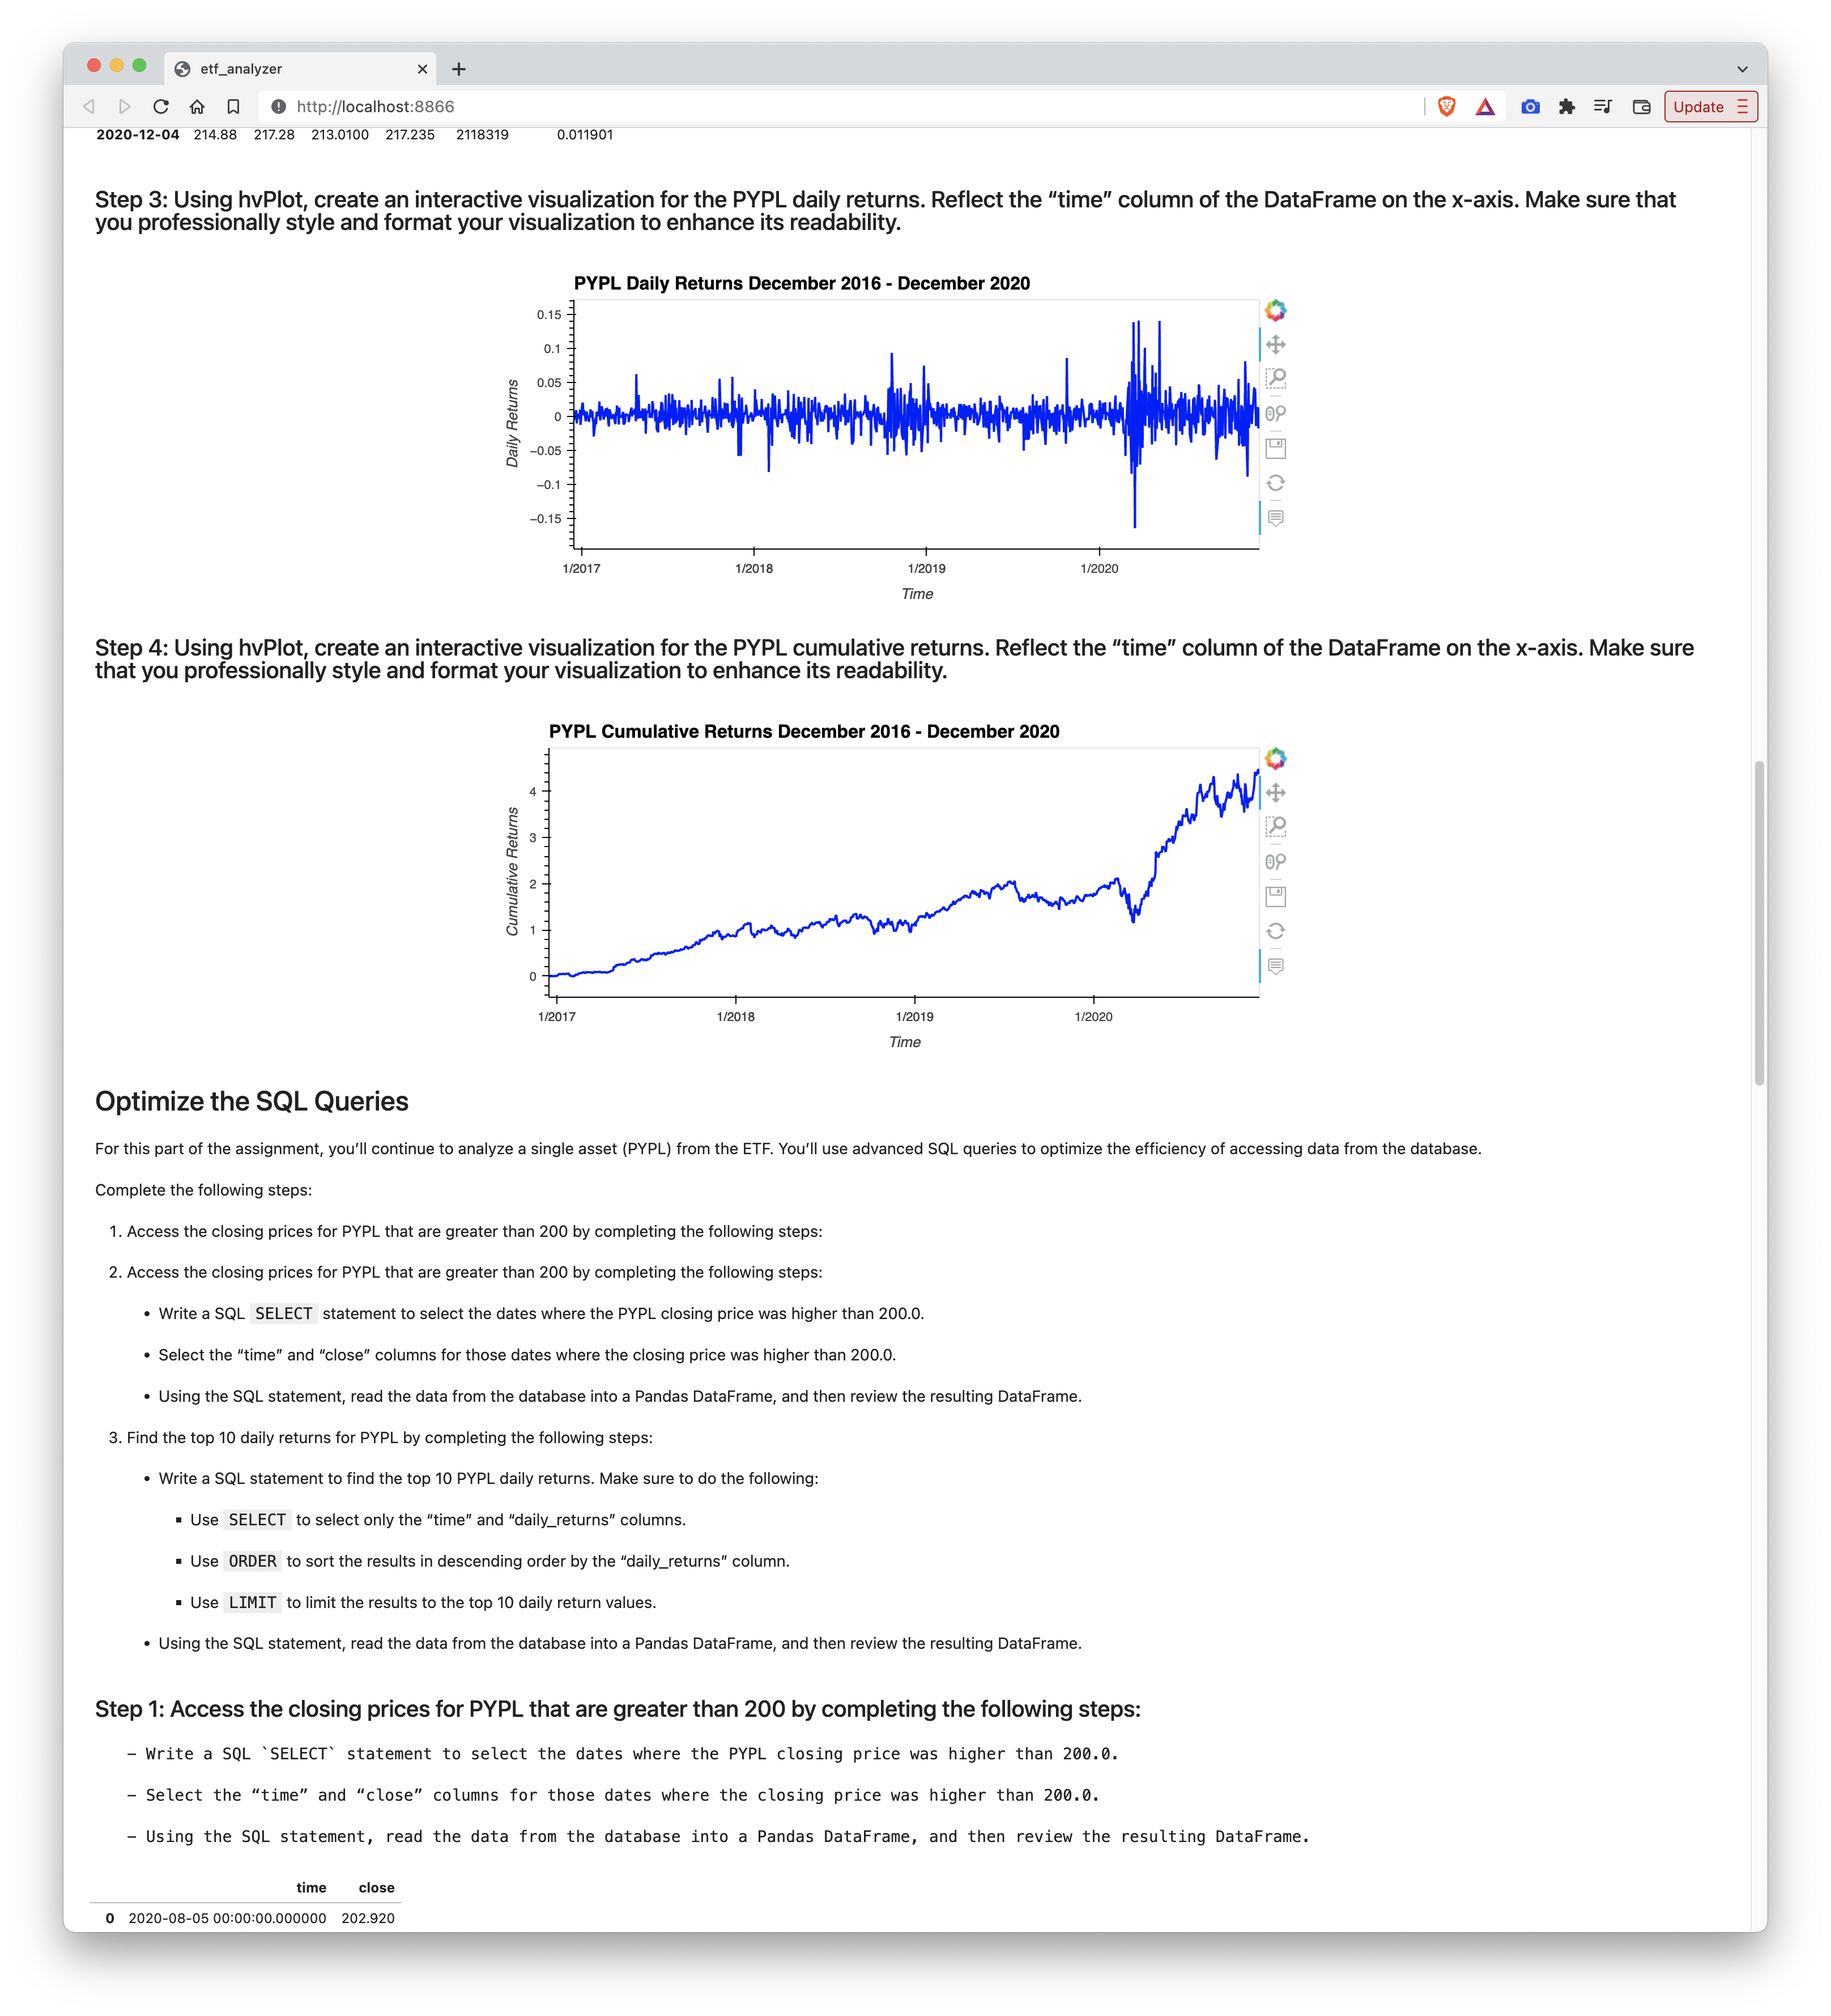 etf_analyzer
http://localhost:8866
Update
2020-12-04 214.88 217.28 213.0100 217.235 2118319 0.011901
Step 3: Using hvPlot, create an interactive visualization for the PYPL daily returns. Reflect the “time” column of the DataFrame on the x-axis. Make sure that
you professionally style and format your visualization to enhance its readability.
PYPL Daily Returns December 2016 - December 2020
0.15
0.1
0.05
0
−0.05
−0.1
−0.15
Daily Returns
1/2017 1/2018 1/2019 1/2020
Time
Step 4: Using hvPlot, create an interactive visualization for the PYPL cumulative returns. Reflect the “time” column of the DataFrame on the x-axis. Make sure
that you professionally style and format your visualization to enhance its readability.
PYPL Cumulative Returns December 2016 - December 2020
4
3
2
1
0
Cumulative Returns
1/2017 1/2018 1/2019 1/2020
Time
Optimize the SQL Queries
For this part of the assignment, you’ll continue to analyze a single asset (PYPL) from the ETF. You’ll use advanced SQL queries to optimize the efficiency of accessing data from the database.
Complete the following steps:
1. Access the closing prices for PYPL that are greater than 200 by completing the following steps:
2. Access the closing prices for PYPL that are greater than 200 by completing the following steps:
• Write a SQL SELECT statement to select the dates where the PYPL closing price was higher than 200.0.
• Select the “time” and “close” columns for those dates where the closing price was higher than 200.0.
• Using the SQL statement, read the data from the database into a Pandas DataFrame, and then review the resulting DataFrame.
3. Find the top 10 daily returns for PYPL by completing the following steps:
• Write a SQL statement to find the top 10 PYPL daily returns. Make sure to do the following:
▪ Use SELECT to select only the “time” and “daily_returns” columns.
▪ Use ORDER to sort the results in descending order by the “daily_returns” column.
▪ Use LIMIT to limit the results to the top 10 daily return values.
• Using the SQL statement, read the data from the database into a Pandas DataFrame, and then review the resulting DataFrame.
Step 1: Access the closing prices for PYPL that are greater than 200 by completing the following steps:
– Write a SQL `SELECT` statement to select the dates where the PYPL closing price was higher than 200.0.
– Select the “time” and “close” columns for those dates where the closing price was higher than 200.0.
– Using the SQL statement, read the data from the database into a Pandas DataFrame, and then review the resulting DataFrame.
time close
0 2020-08-05 00:00:00.000000 202.920